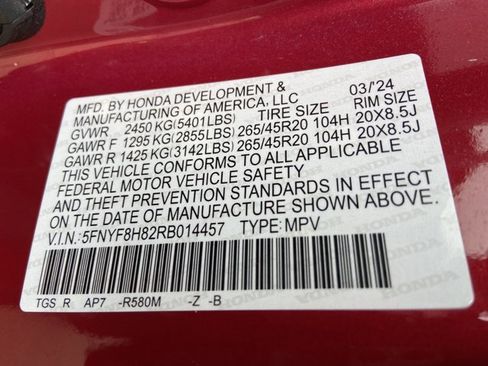 MFD. BY HONDA DEVELOPMENT & 03/'24
MANUFACTURING OF AMERICA, LLC
GVWR 2450 KG(5401LBS) TIRE SIZE RIM SIZE
GAWR F 1295 KG(2855LBS) 265/45R20 104H 20X8.5J
GAWR R 1425 KG(3142LBS) 265/45R20 104H 20X8.5J
THIS VEHICLE CONFORMS TO ALL APPLICABLE
FEDERAL MOTOR VEHICLE SAFETY
AND THEFT PREVENTION STANDARDS IN EFFECT
ON THE DATE OF MANUFACTURE SHOWN ABOVE.
V.I.N.:5FNYF8H82RB014457 TYPE: MPV
TGS R AP7 -R580M -Z -B